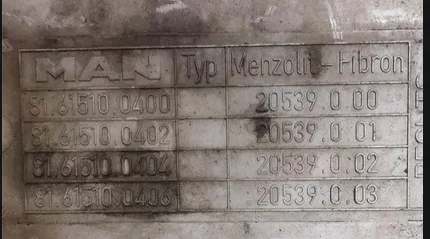 MAN Typ Menzolit-Fibron
81.61510.0400 20539.0.00
81.61510.0402 20539.0.01
81.61510.0404 20539.0.02
81.61510.0406 20539.0.03